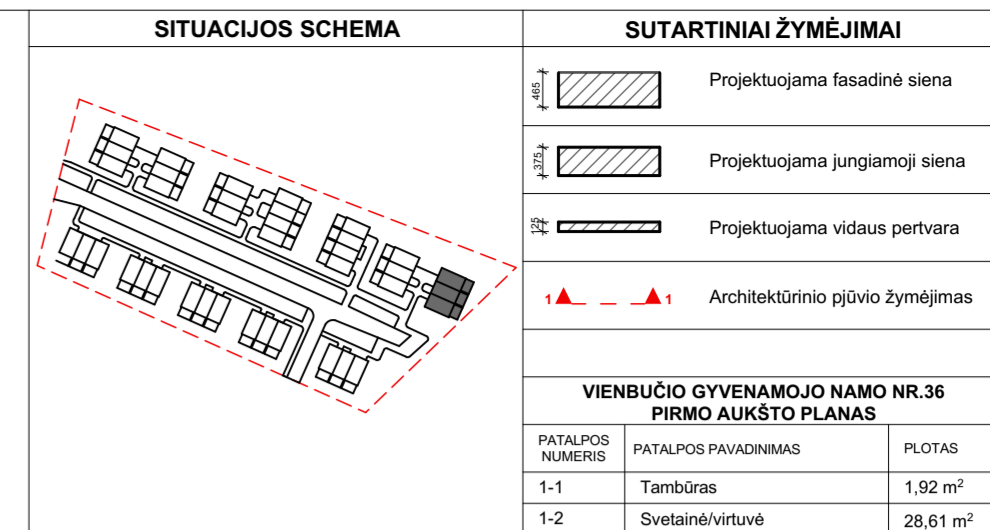 SITUACIJOS SCHEMA
SUTARTINIAI ŽYMĖJIMAI
465
Projektuojama fasadinė siena
375
Projektuojama jungiamoji siena
125
Projektuojama vidaus pertvara
1 1
Architektūrinio pjūvio žymėjimas
VIENBUČIO GYVENAMOJO NAMO NR.36
PIRMO AUKŠTO PLANAS
PATALPOS NUMERIS PATALPOS PAVADINIMAS PLOTAS
1-1 Tambūras 1,92 m²
1-2 Svetainė/virtuvė 28,61 m²